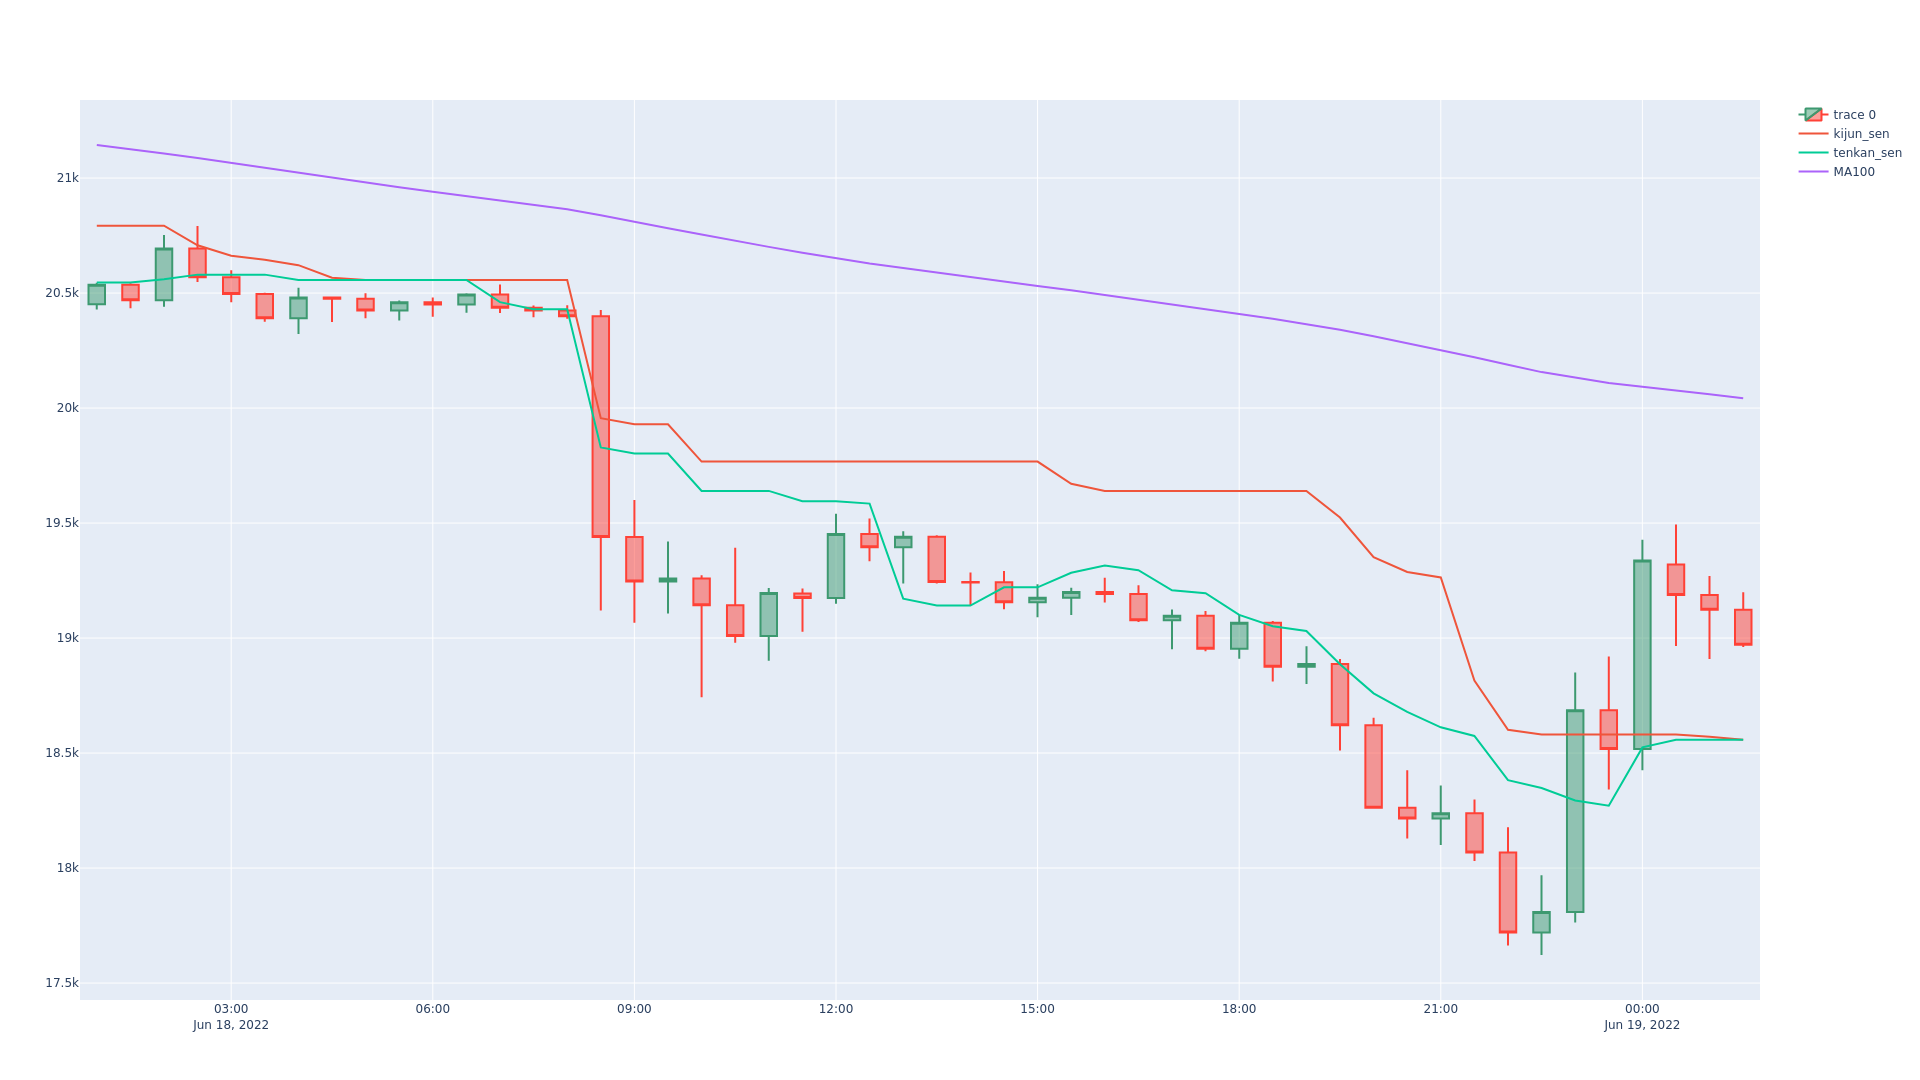 trace 0
kijun_sen
tenkan_sen
MA100
21k
20.5k
20k
19.5k
19k
18.5k
18k
17.5k
03:00 06:00 09:00 12:00 15:00 18:00 21:00 00:00
Jun 18, 2022 Jun 19, 2022